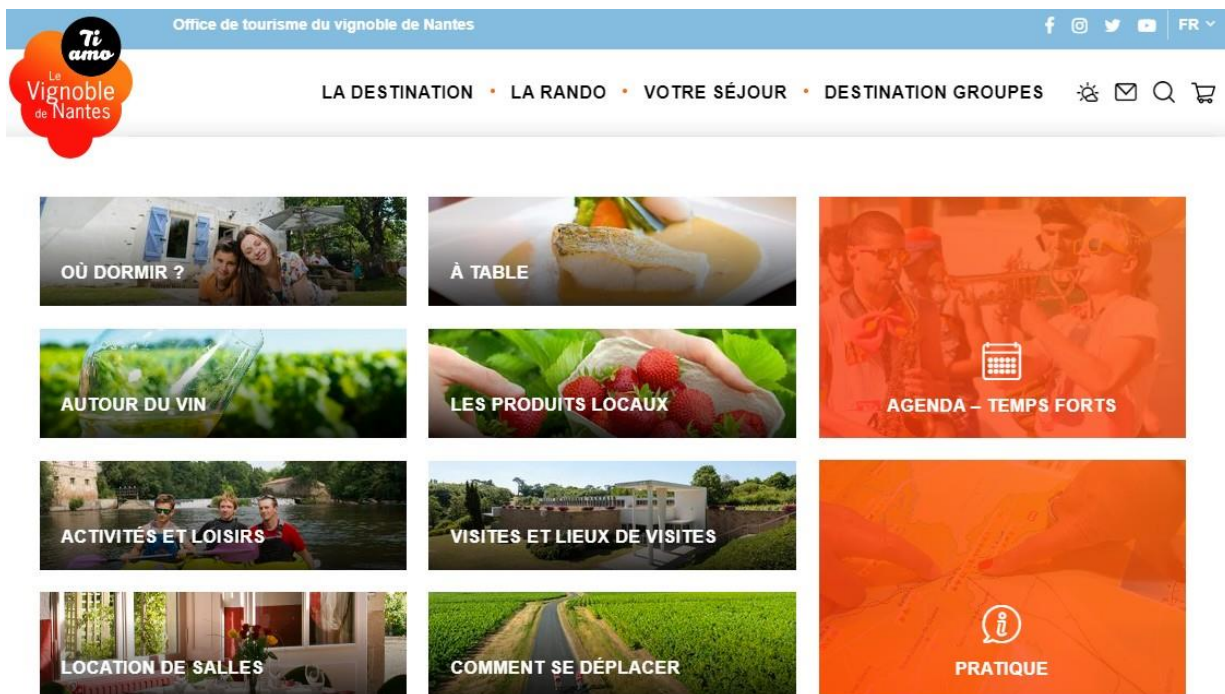 Office de tourisme du vignoble de Nantes
FR
Ti
amo
Le
Vignoble
de Nantes
LA DESTINATION • LA RANDO • VOTRE SÉJOUR • DESTINATION GROUPES
OÙ DORMIR ?
À TABLE
AUTOUR DU VIN
LES PRODUITS LOCAUX
AGENDA – TEMPS FORTS
ACTIVITÉS ET LOISIRS
VISITES ET LIEUX DE VISITES
LOCATION DE SALLES
COMMENT SE DÉPLACER
PRATIQUE